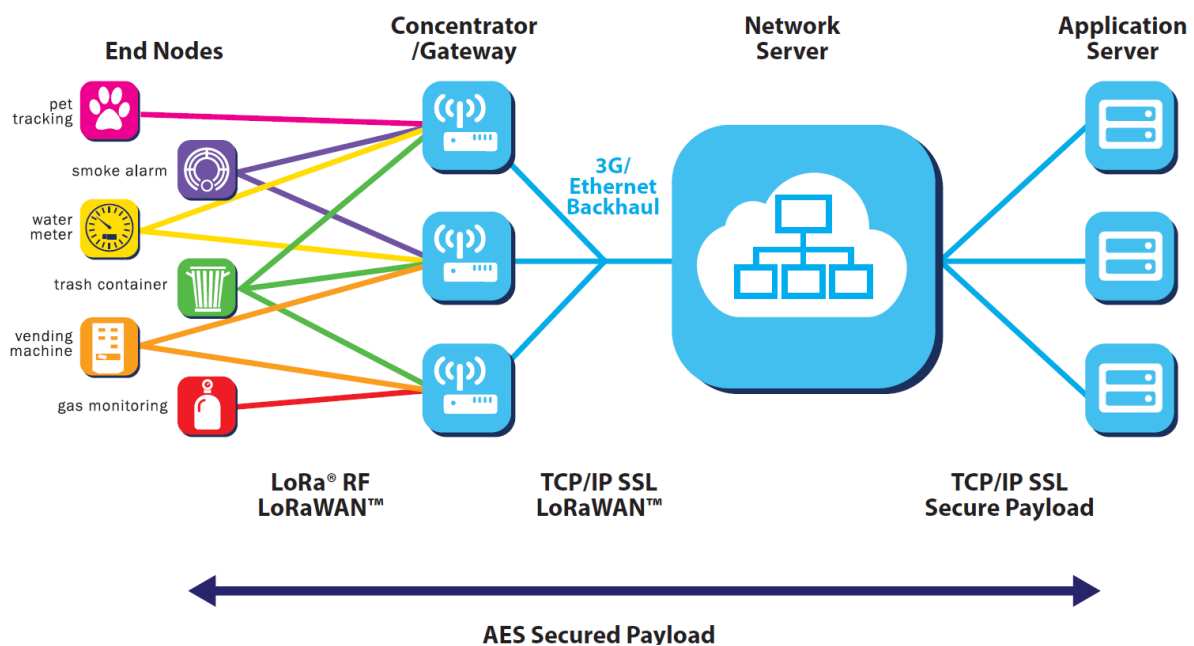 End Nodes
Concentrator
/Gateway
Network
Server
Application
Server
pet
tracking
smoke alarm
water
meter
trash container
vending
machine
gas monitoring
3G/
Ethernet
Backhaul
LoRa® RF
LoRaWAN™
TCP/IP SSL
LoRaWAN™
TCP/IP SSL
Secure Payload
AES Secured Payload